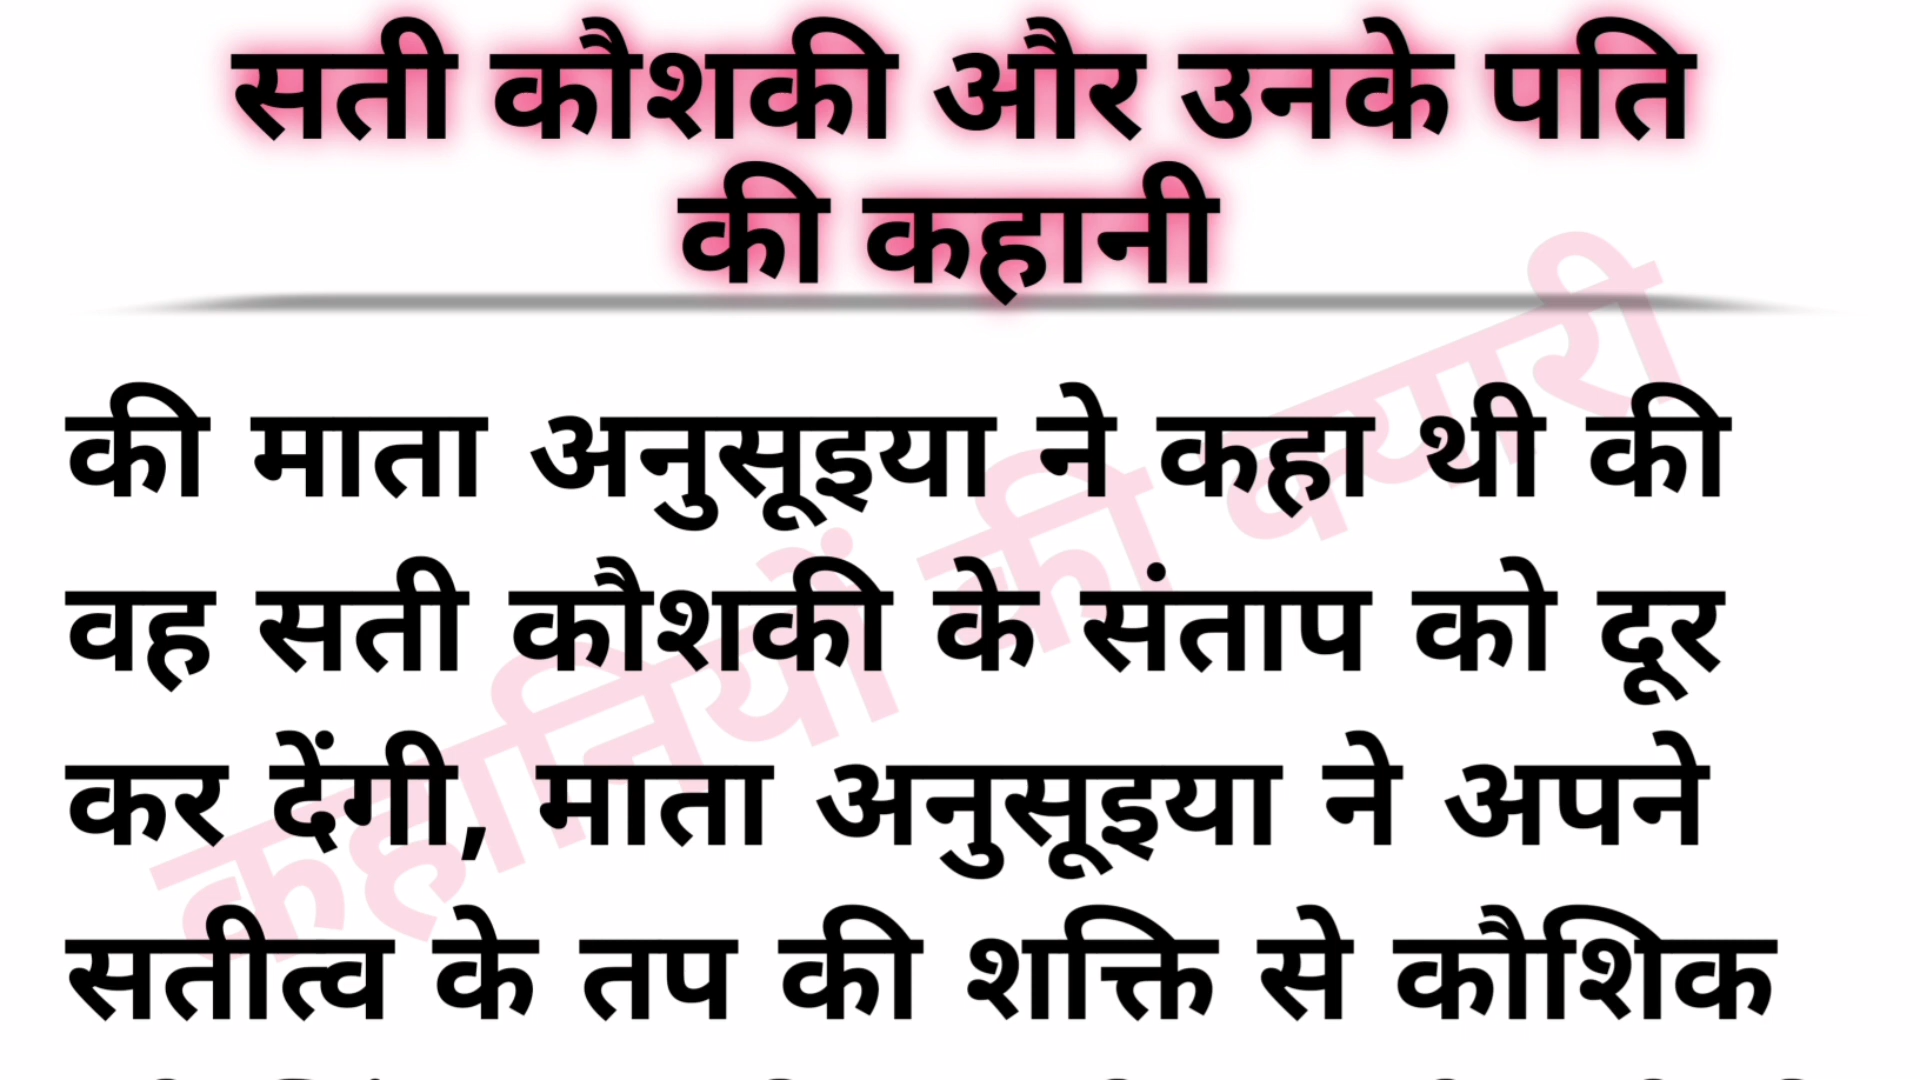 सती कौशकी और उनके पति
की कहानी
की माता अनुसूइया ने कहा थी की
वह सती कौशकी के संताप को दूर
कर देंगी, माता अनुसूइया ने अपने
सतीत्व के तप की शक्ति से कौशिक
कहानियों की क्यारी